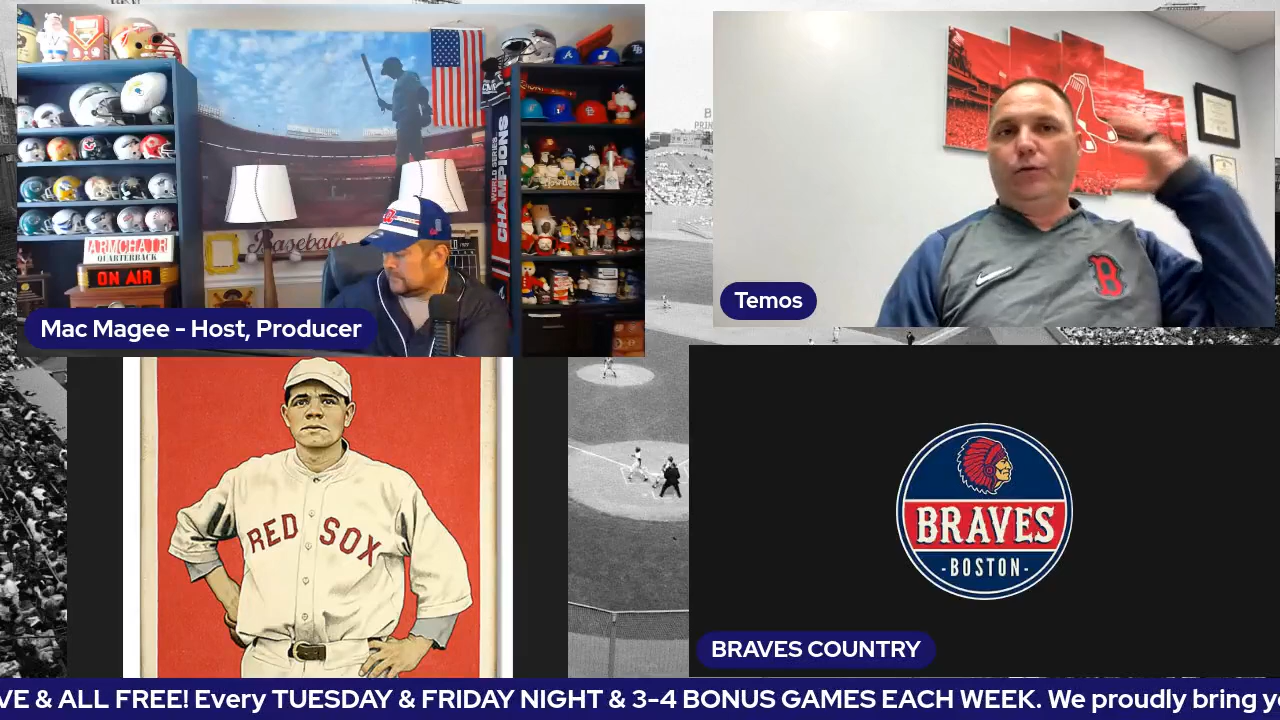 WORLD SERIES
CHAMPIONS
Baseball
ARMCHAIR
QUARTERBACK
ON AIR
Mac Magee - Host, Producer
B
Temos
RED SOX
BRAVES
-BOSTON-
BRAVES COUNTRY
VE & ALL FREE! Every TUESDAY & FRIDAY NIGHT & 3-4 BONUS GAMES EACH WEEK. We proudly bring y